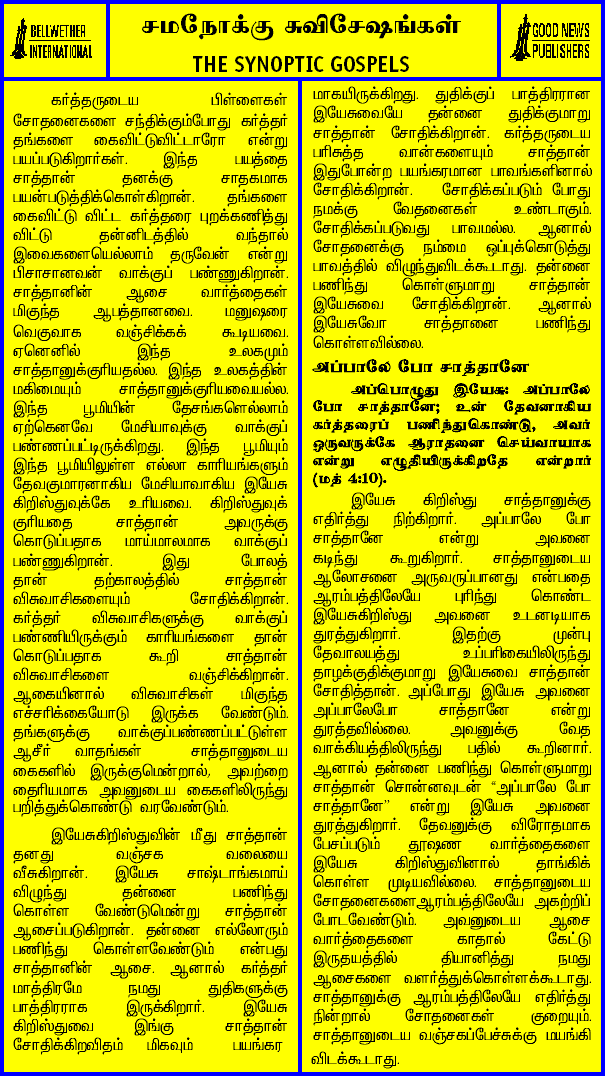 BELLWETHER
INTERNATIONAL
சமநோக்கு சுவிசேஷங்கள்
THE SYNOPTIC GOSPELS
GOOD NEWS
PUBLISHERS
கர்த்தருடைய பிள்ளைகள்
சோதனைகளை சந்திக்கும்போது கர்த்தர்
தங்களை கைவிட்டுவிட்டாரோ என்று
பயப்படுகிறார்கள். இந்த பயத்தை
சாத்தான் தனக்கு சாதகமாக
பயன்படுத்திக்கொள்கிறான். தங்களை
கைவிட்டு விட்ட கர்த்தரை புறக்கணித்து
விட்டு தன்னிடத்தில் வந்தால்
இவைகளையெல்லாம் தருவேன் என்று
பிசாசானவன் வாக்குப் பண்ணுகிறான்.
சாத்தானின் ஆசை வார்த்தைகள்
மிகுந்த ஆபத்தானவை. மனுஷரை
வெகுவாக வஞ்சிக்கக் கூடியவை.
ஏனெனில் இந்த உலகமும்
சாத்தானுக்குரியதல்ல. இந்த உலகத்தின்
மகிமையும் சாத்தானுக்குரியவையல்ல.
இந்த பூமியின் தேசங்களெல்லாம்
ஏற்கெனவே மேசியாவுக்கு வாக்குப்
பண்ணப்பட்டிருக்கிறது. இந்த பூமியும்
இந்த பூமியிலுள்ள எல்லா காரியங்களும்
தேவகுமாரனாகிய மேசியாவாகிய இயேசு
கிறிஸ்துவுக்கே உரியவை. கிறிஸ்துவுக்
குரியதை சாத்தான் அவருக்கு
கொடுப்பதாக மாய்மாலமாக வாக்குப்
பண்ணுகிறான். இது போலத்
தான் தற்காலத்தில் சாத்தான்
விசுவாசிகளையும் சோதிக்கிறான்.
கர்த்தர் விசுவாசிகளுக்கு வாக்குப்
பண்ணியிருக்கும் காரியங்களை தான்
கொடுப்பதாக கூறி சாத்தான்
விசுவாசிகளை வஞ்சிக்கிறான்.
ஆகையினால் விசுவாசிகள் மிகுந்த
எச்சரிக்கையோடு இருக்க வேண்டும்.
தங்களுக்கு வாக்குப்பண்ணப்பட்டுள்ள
ஆசீர் வாதங்கள் சாத்தானுடைய
கைகளில் இருக்குமென்றால், அவற்றை
தைரியமாக அவனுடைய கைகளிலிருந்து
பறித்துக்கொண்டு வரவேண்டும்.
இயேசுகிறிஸ்துவின் மீது சாத்தான்
தனது வஞ்சக வலையை
வீசுகிறான். இயேசு சாஷ்டாங்கமாய்
விழுந்து தன்னை பணிந்து
கொள்ள வேண்டுமென்று சாத்தான்
ஆசைப்படுகிறான். தன்னை எல்லோரும்
பணிந்து கொள்ளவேண்டும் என்பது
சாத்தானின் ஆசை. ஆனால் கர்த்தர்
மாத்திரமே நமது துதிகளுக்கு
பாத்திரராக இருக்கிறார். இயேசு
கிறிஸ்துவை இங்கு சாத்தான்
சோதிக்கிறவிதம் மிகவும் பயங்கர
மாகயிருக்கிறது. துதிக்குப் பாத்திரரான
இயேசுவையே தன்னை துதிக்குமாறு
சாத்தான் சோதிக்கிறான். கர்த்தருடைய
பரிசுத்த வான்களையும் சாத்தான்
இதுபோன்ற பயங்கரமான பாவங்களினால்
சோதிக்கிறான். சோதிக்கப்படும் போது
நமக்கு வேதனைகள் உண்டாகும்.
சோதிக்கப்படுவது பாவமல்ல. ஆனால்
சோதனைக்கு நம்மை ஒப்புக்கொடுத்து
பாவத்தில் விழுந்துவிடக்கூடாது. தன்னை
பணிந்து கொள்ளுமாறு சாத்தான்
இயேசுவை சோதிக்கிறான். ஆனால்
இயேசுவோ சாத்தானை பணிந்து
கொள்ளவில்லை.
அப்பாலே போ சாத்தானே
அப்பொழுது இயேசு: அப்பாலே
போ சாத்தானே; உன் தேவனாகிய
கர்த்தரைப் பணிந்துகொண்டு, அவர்
ஒருவருக்கே ஆராதனை செய்வாயாக
என்று எழுதியிருக்கிறதே என்றார்
(மத் 4:10).
இயேசு கிறிஸ்து சாத்தானுக்கு
எதிர்த்து நிற்கிறார். அப்பாலே போ
சாத்தானே என்று அவனை
கடிந்து கூறுகிறார். சாத்தானுடைய
ஆலோசனை அருவருப்பானது என்பதை
ஆரம்பத்திலேயே புரிந்து கொண்ட
இயேசுகிறிஸ்து அவனை உடனடியாக
துரத்துகிறார். இதற்கு முன்பு
தேவாலயத்து உப்பரிகையிலிருந்து
தாழக்குதிக்குமாறு இயேசுவை சாத்தான்
சோதித்தான். அப்போது இயேசு அவனை
அப்பாலேபோ சாத்தானே என்று
துரத்தவில்லை. அவனுக்கு வேத
வாக்கியத்திலிருந்து பதில் கூறினார்.
ஆனால் தன்னை பணிந்து கொள்ளுமாறு
சாத்தான் சொன்னவுடன் “அப்பாலே போ
சாத்தானே” என்று இயேசு அவனை
துரத்துகிறார். தேவனுக்கு விரோதமாக
பேசப்படும் தூஷண வார்த்தைகளை
இயேசு கிறிஸ்துவினால் தாங்கிக்
கொள்ள முடியவில்லை. சாத்தானுடைய
சோதனைகளைஆரம்பத்திலேயே அகற்றிப்
போடவேண்டும். அவனுடைய ஆசை
வார்த்தைகளை காதால் கேட்டு
இருதயத்தில் தியானித்து நமது
ஆசைகளை வளர்த்துக்கொள்ளக்கூடாது.
சாத்தானுக்கு ஆரம்பத்திலேயே எதிர்த்து
நின்றால் சோதனைகள் குறையும்.
சாத்தானுடைய வஞ்சகப்பேச்சுக்கு மயங்கி
விடக்கூடாது.